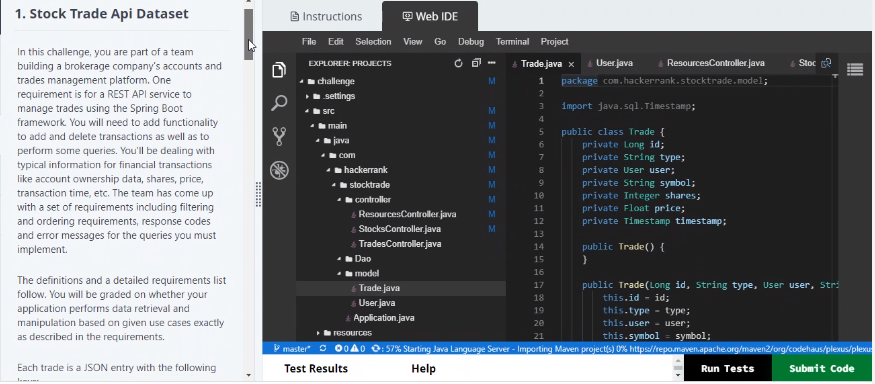 1. Stock Trade Api Dataset
In this challenge, you are part of a team
building a brokerage company's accounts and
trades management platform. One
requirement is for a REST API service to
manage trades using the Spring Boot
framework. You will need to add functionality
to add and delete transactions as well as to
perform some queries. You'll be dealing with
typical information for financial transactions
like account ownership data, shares, price,
transaction time, etc. The team has come up
with a set of requirements including filtering
and ordering requirements, response codes
and error messages for the queries you must
implement.
The definitions and a detailed requirements list
follow. You will be graded on whether your
application performs data retrieval and
manipulation based on given use cases exactly
as described in the requirements.
Each trade is a JSON entry with the following
Instructions
Web IDE
File Edit Selection View Go Debug Terminal Project
EXPLORER: PROJECTS
challenge M
.settings
src M
main M
java M
com M
hackerrank M
stocktrade M
controller M
ResourcesController.java M
StocksController.java M
TradesController.java
Dao
model
Trade.java
User.java
Application.java
resources
Trade.java × User.java ResourcesController.java Stoc
1 package com.hackerrank.stocktrade.model;
2
3 import java.sql.Timestamp;
4
5 public class Trade {
6 private Long id;
7 private String type;
8 private User user;
9 private String symbol;
10 private Integer shares;
11 private Float price;
12 private Timestamp timestamp;
13
14 public Trade() {
15 }
16
17 public Trade(Long id, String type, User user, Stri
18 this.id = id;
19 this.type = type;
20 this.user = user;
21 this.symbol = symbol;
master* 0 0 57% Starting Java Language Server - Importing Maven project(s) 0% https://repo.maven.apache.org/maven2/org/codehaus/plexus/plexus
Test Results Help Run Tests Submit Code